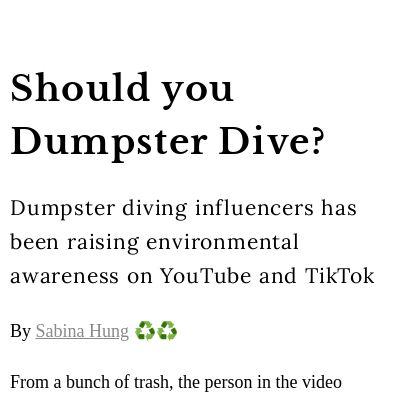 Should you
Dumpster Dive?
Dumpster diving influencers has
been raising environmental
awareness on YouTube and TikTok
By Sabina Hung ♻️♻️
From a bunch of trash, the person in the video